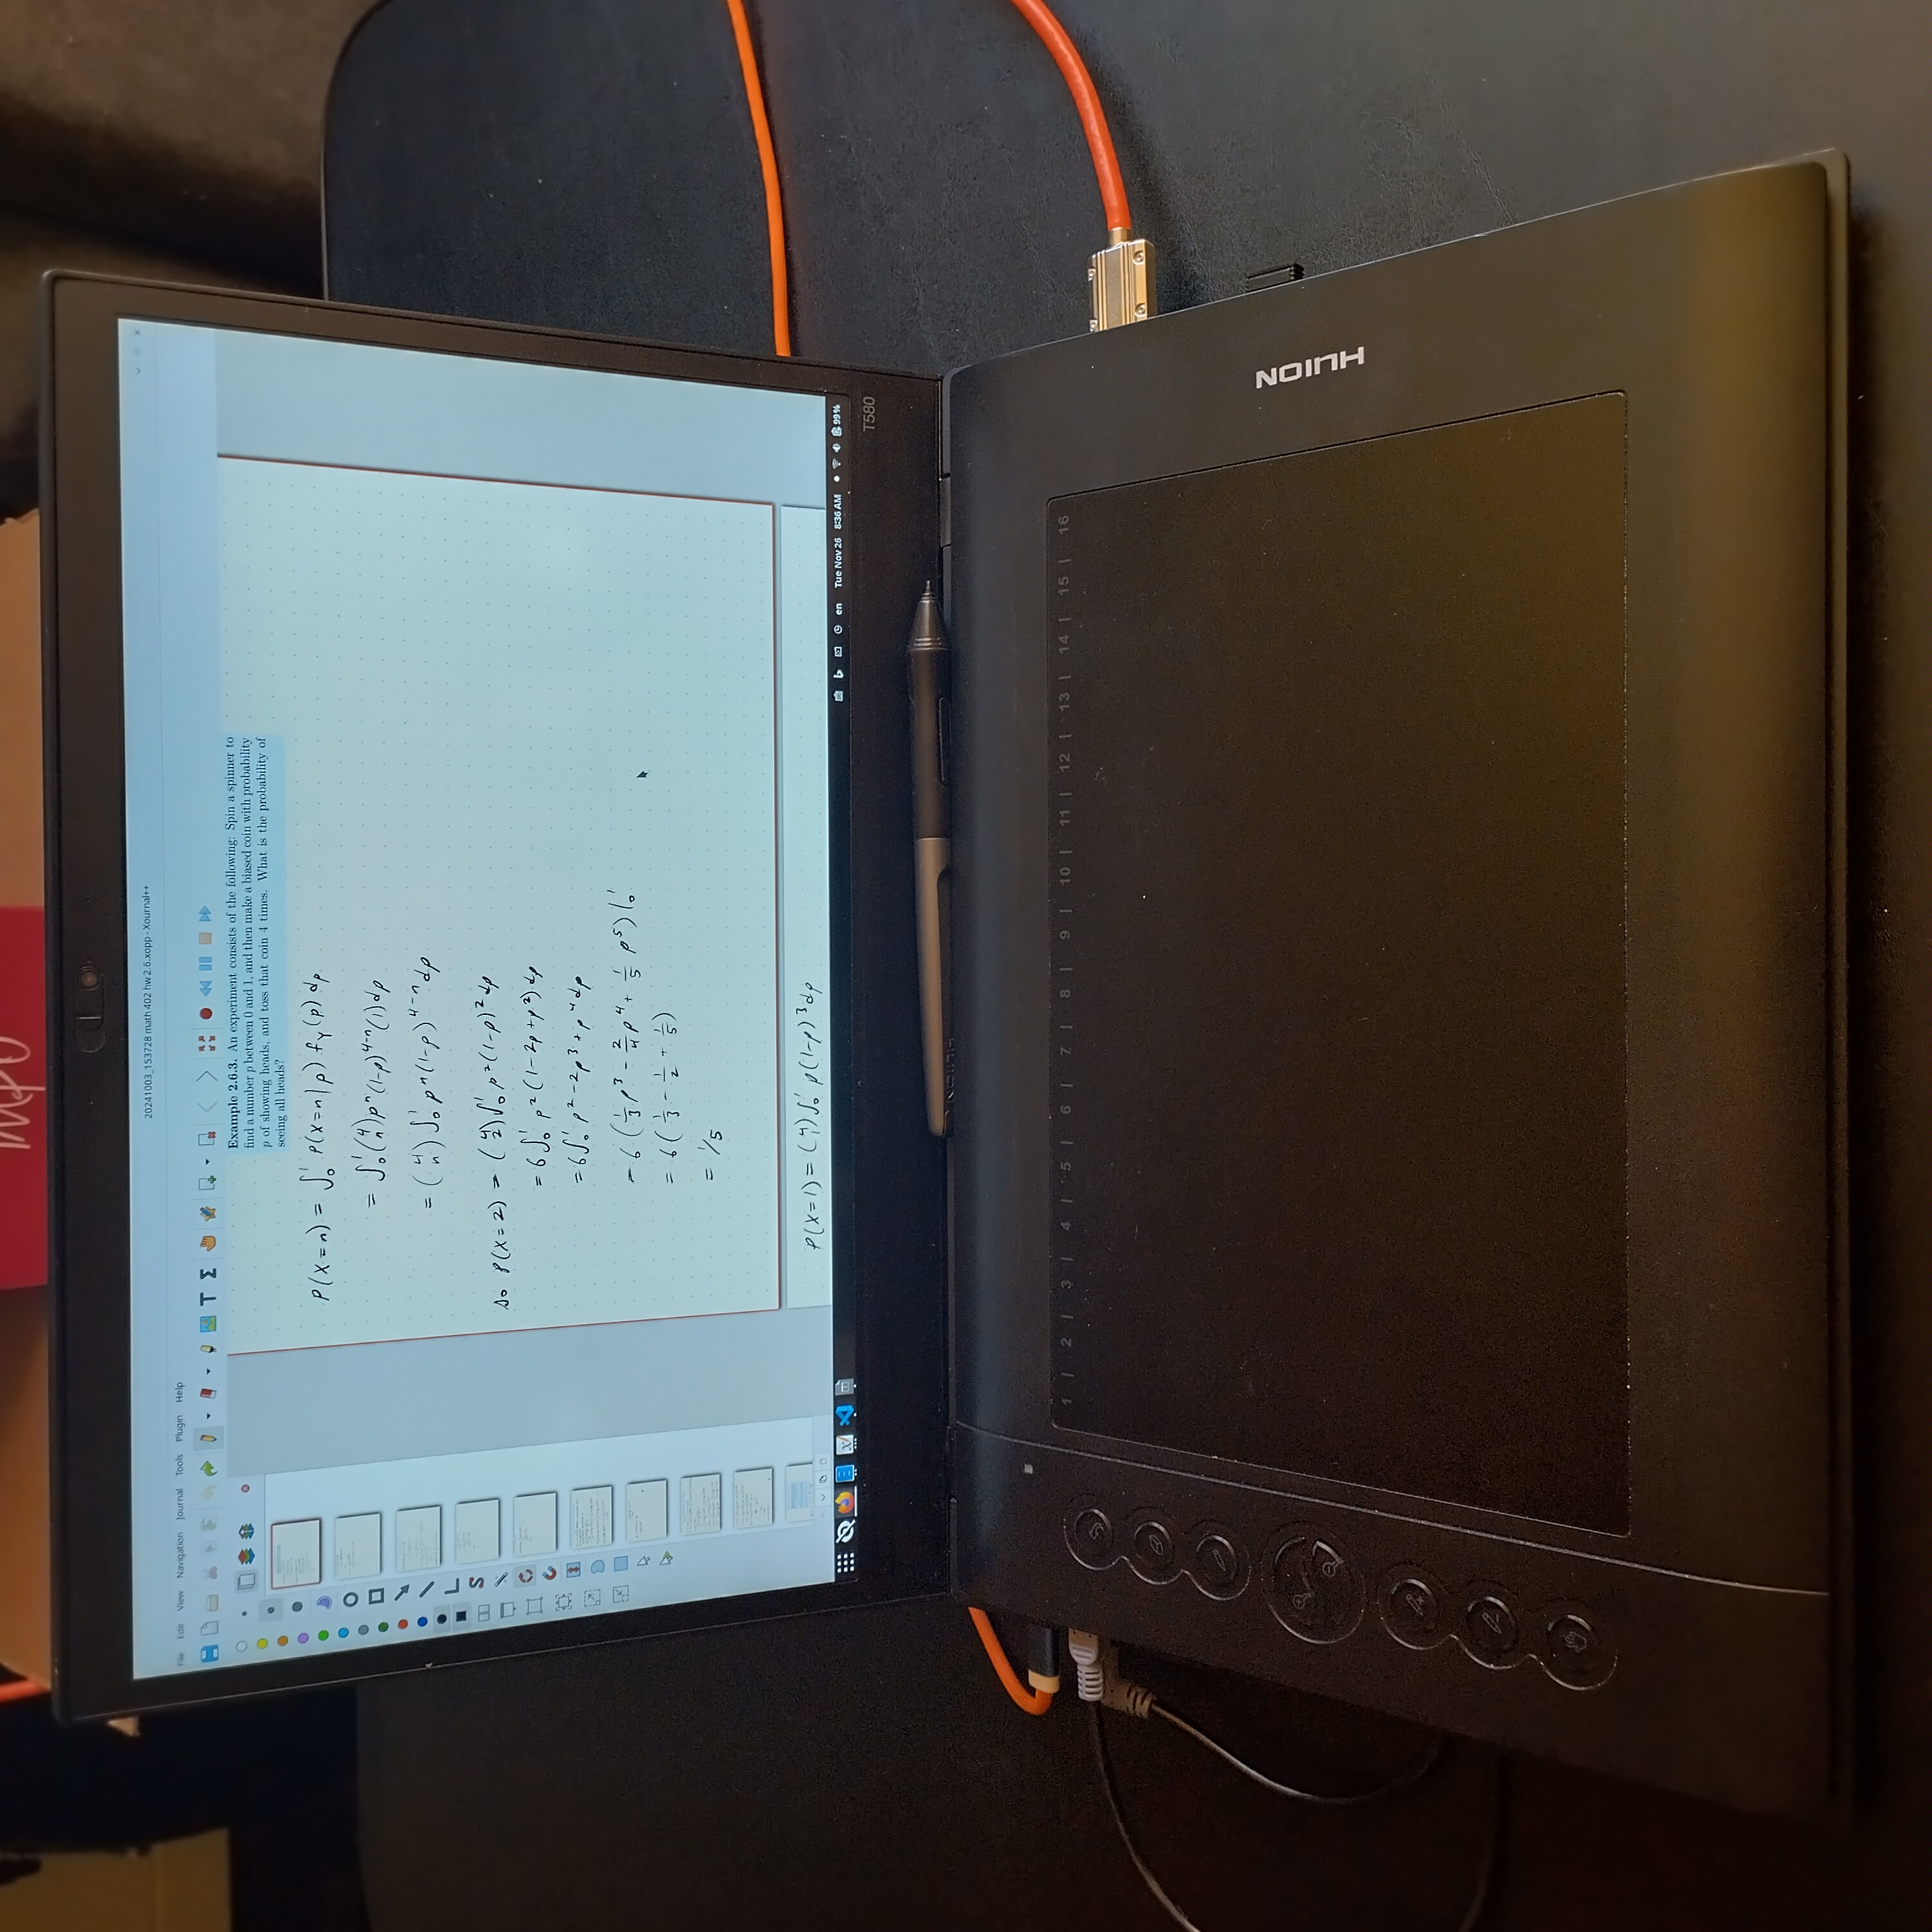 IMPO
20241003_153728 math 402 hw 2.6.xopp - Xournal++
File Edit View Navigation Journal Tools Plugin Help
Example 2.6.3. An experiment consists of the following: Spin a spinner to
find a number p between 0 and 1, and then make a biased coin with probability
p of showing heads, and toss that coin 4 times. What is the probability of
seeing all heads?
P(X=n) = ∫₀¹ P(X=n|p) f_Y(p) dp
= ∫₀¹ (4 n) pⁿ (1-p)⁴⁻ⁿ (1) dp
= (4 n) ∫₀¹ pⁿ (1-p)⁴⁻ⁿ dp
so P(X=2) = (4 2) ∫₀¹ p² (1-p)² dp
= 6 ∫₀¹ p² (1-2p+p²) dp
= 6 ∫₀¹ p² - 2p³ + p⁴ dp
= 6 (1/3 p³ - 2/4 p⁴ + 1/5 p⁵) |₀¹
= 6 (1/3 - 1/2 + 1/5)
= 1/5
P(X=1) = (4 1) ∫₀¹ p(1-p)³ dp
en Tue Nov 26 8:36 AM 99%
T580
HUION
1 | 2 | 3 | 4 | 5 | 6 | 7 | 8 | 9 | 10 | 11 | 12 | 13 | 14 | 15 | 16
HUION